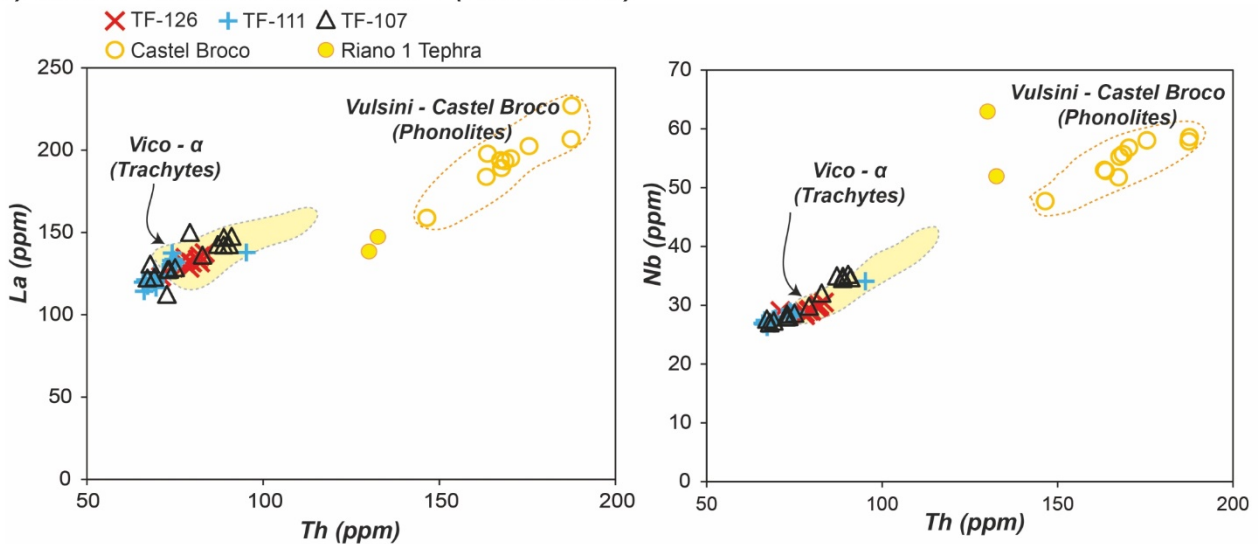 TF-126 TF-111 TF-107
Castel Broco Riano 1 Tephra
250
200
150
100
50
0
La (ppm)
Vico - α
(Trachytes)
Vulsini - Castel Broco
(Phonolites)
50 100 150 200
Th (ppm)
70
60
50
40
30
20
10
0
Nb (ppm)
Vulsini - Castel Broco
(Phonolites)
Vico - α
(Trachytes)
50 100 150 200
Th (ppm)